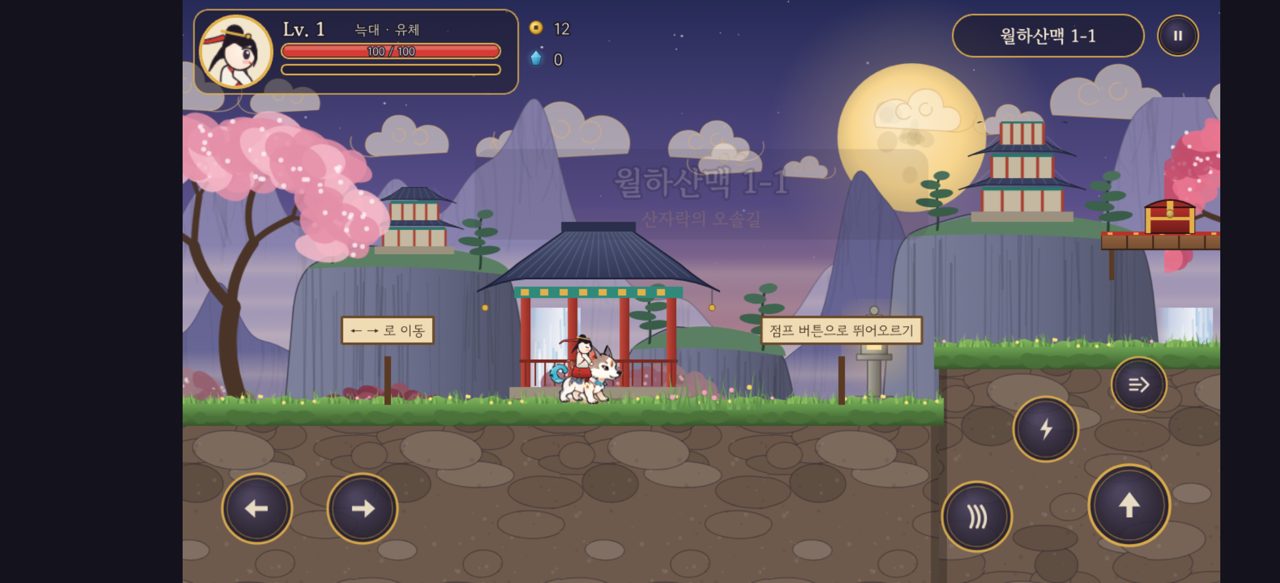 Lv. 1 늑대 · 유체
100 / 100
12
0
월하산맥 1-1
월하산맥 1-1
산자락의 오솔길
← → 로 이동
점프 버튼으로 뛰어오르기